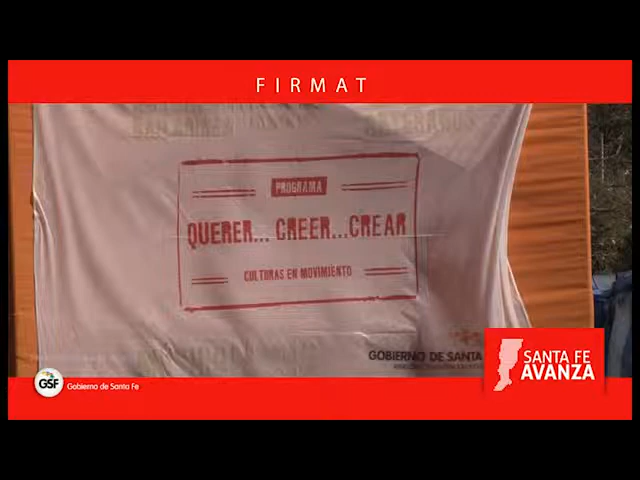 FIRMAT
PROGRAMA
QUERER... CREER...CREAR
CULTURAS EN MOVIMIENTO
GOBIERNO DE SANTA
SANTA FE
AVANZA
GSF
Gobierno de Santa Fe